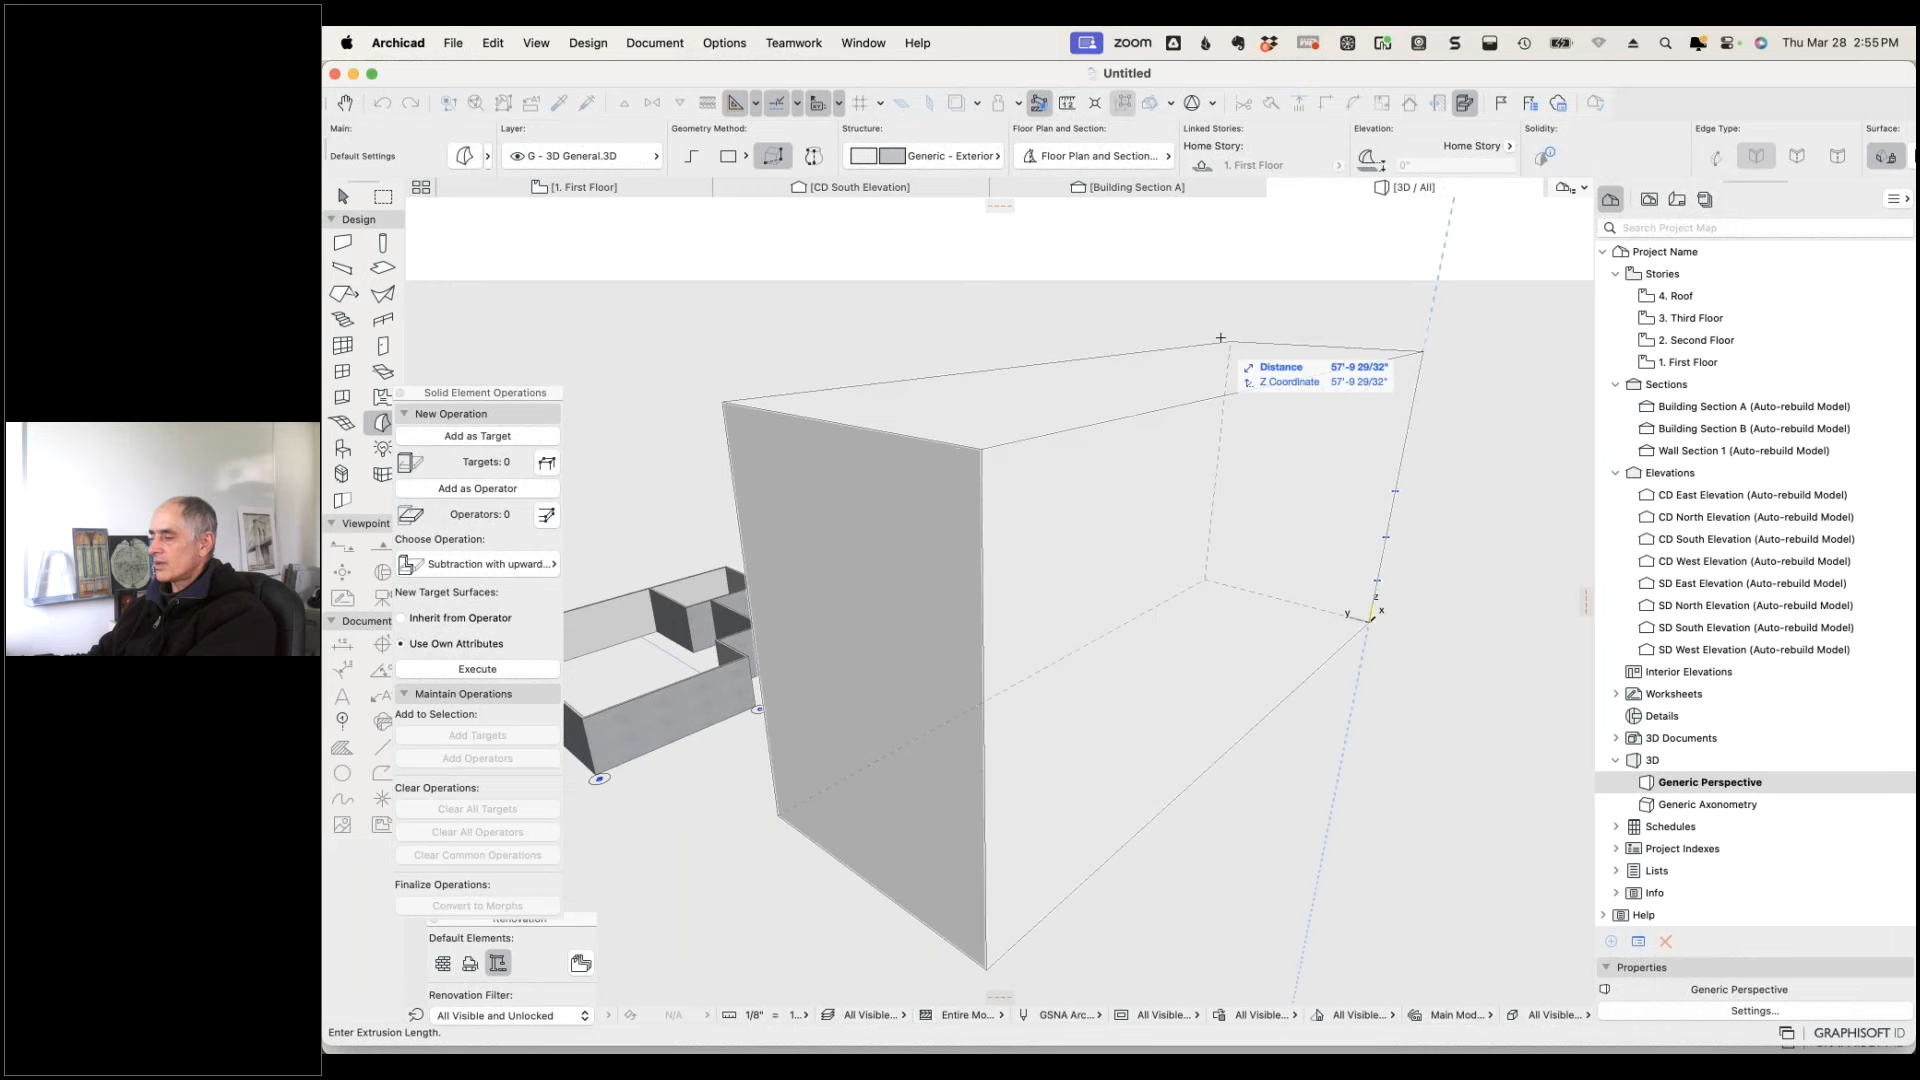 Archicad File Edit View Design Document Options Teamwork Window Help
zoom
Thu Mar 28 2:55 PM
Untitled
Main:
Default Settings
Layer:
G - 3D General.3D
Geometry Method:
Structure:
Generic - Exterior
Floor Plan and Section:
Floor Plan and Section...
Linked Stories:
Home Story:
1. First Floor
Elevation:
Home Story
0"
Solidity:
Edge Type:
Surface:
[1. First Floor]
[CD South Elevation]
[Building Section A]
[3D / All]
Design
Viewpoint
Document
Solid Element Operations
New Operation
Add as Target
Targets: 0
Add as Operator
Operators: 0
Choose Operation:
Subtraction with upward...
New Target Surfaces:
Inherit from Operator
Use Own Attributes
Execute
Maintain Operations
Add to Selection:
Add Targets
Add Operators
Clear Operations:
Clear All Targets
Clear All Operators
Clear Common Operations
Finalize Operations:
Convert to Morphs
Renovation
Default Elements:
Renovation Filter:
All Visible and Unlocked
Distance 57'-9 29/32"
Z Coordinate 57'-9 29/32"
z
y
x
N/A
1/8" = 1...
All Visible...
Entire Mo...
GSNA Arc...
All Visible...
All Visible...
All Visible...
Main Mod...
All Visible...
Enter Extrusion Length.
Search Project Map
Project Name
Stories
4. Roof
3. Third Floor
2. Second Floor
1. First Floor
Sections
Building Section A (Auto-rebuild Model)
Building Section B (Auto-rebuild Model)
Wall Section 1 (Auto-rebuild Model)
Elevations
CD East Elevation (Auto-rebuild Model)
CD North Elevation (Auto-rebuild Model)
CD South Elevation (Auto-rebuild Model)
CD West Elevation (Auto-rebuild Model)
SD East Elevation (Auto-rebuild Model)
SD North Elevation (Auto-rebuild Model)
SD South Elevation (Auto-rebuild Model)
SD West Elevation (Auto-rebuild Model)
Interior Elevations
Worksheets
Details
3D Documents
3D
Generic Perspective
Generic Axonometry
Schedules
Project Indexes
Lists
Info
Help
Properties
Generic Perspective
Settings...
GRAPHISOFT ID